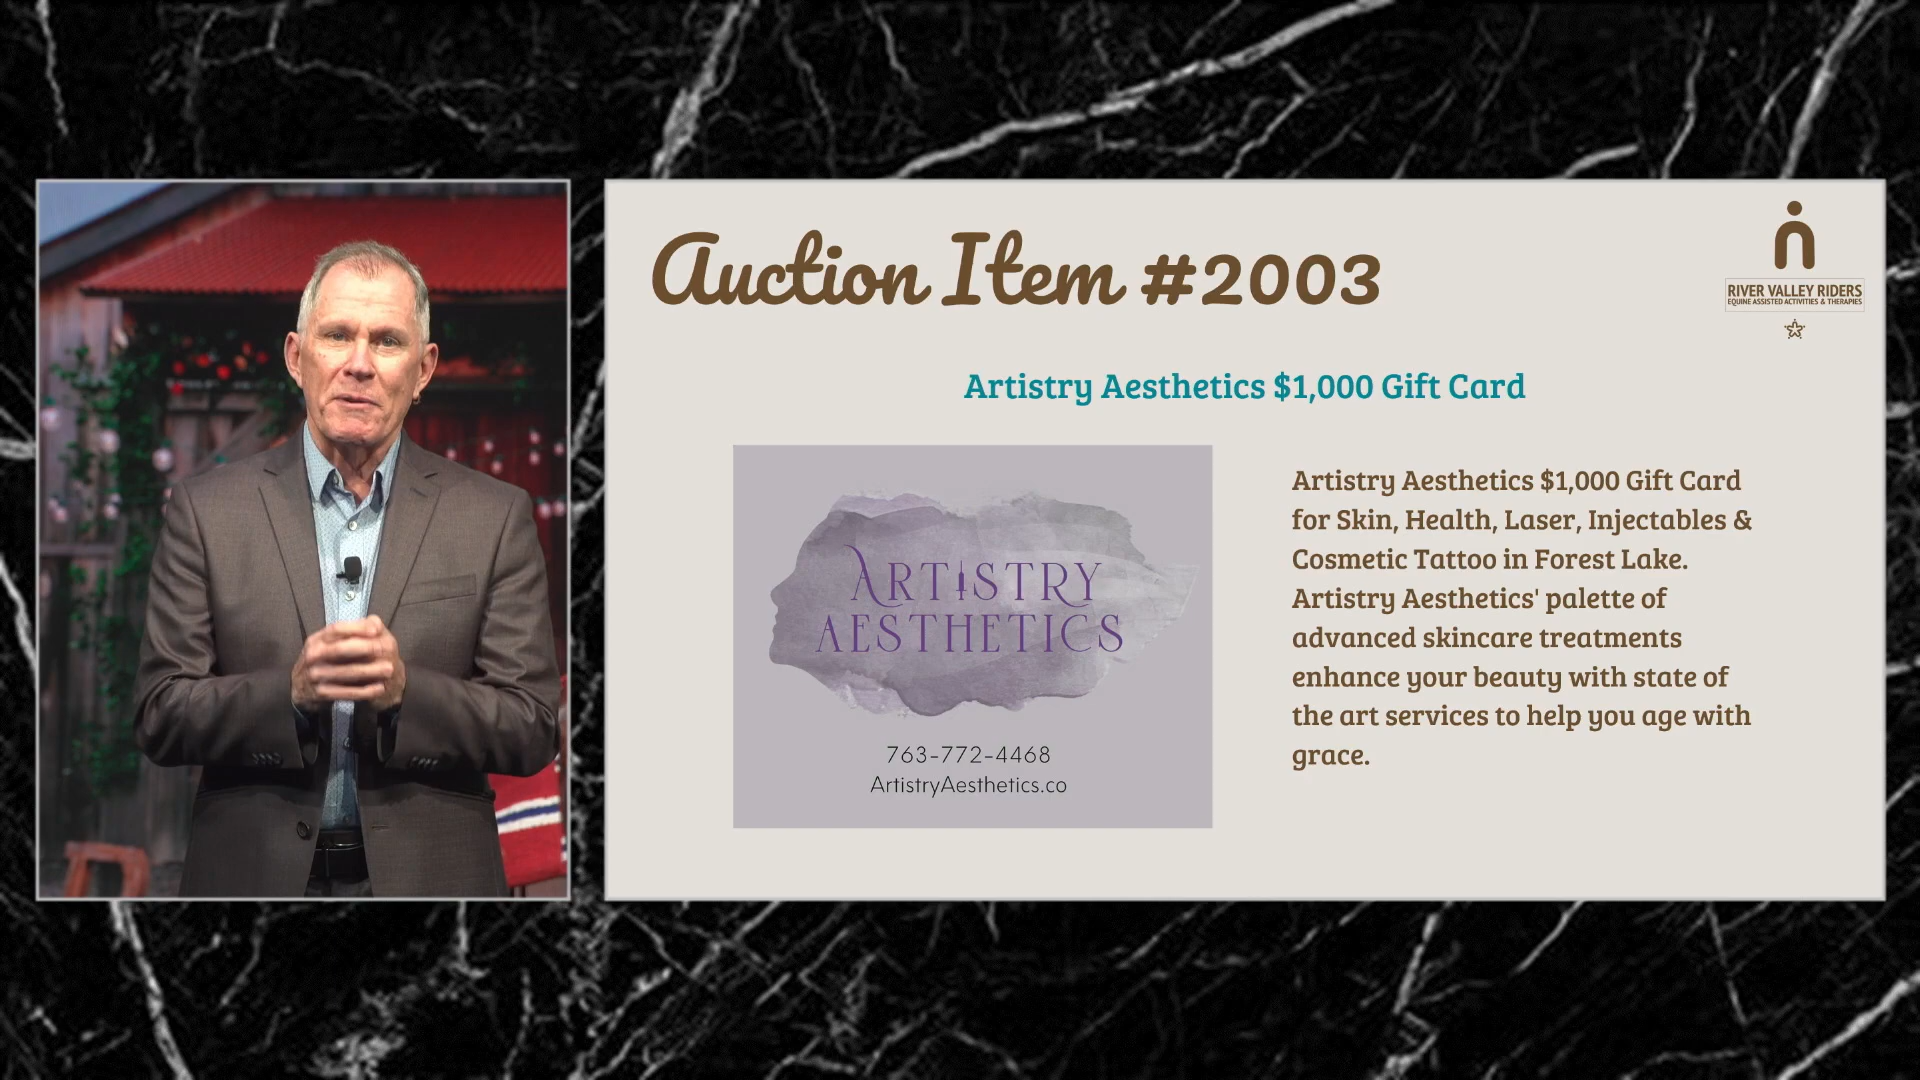 Auction Item #2003
RIVER VALLEY RIDERS
EQUINE ASSISTED ACTIVITIES & THERAPIES
Artistry Aesthetics $1,000 Gift Card
ARTISTRY
AESTHETICS
763-772-4468
ArtistryAesthetics.co
Artistry Aesthetics $1,000 Gift Card
for Skin, Health, Laser, Injectables &
Cosmetic Tattoo in Forest Lake.
Artistry Aesthetics' palette of
advanced skincare treatments
enhance your beauty with state of
the art services to help you age with
grace.